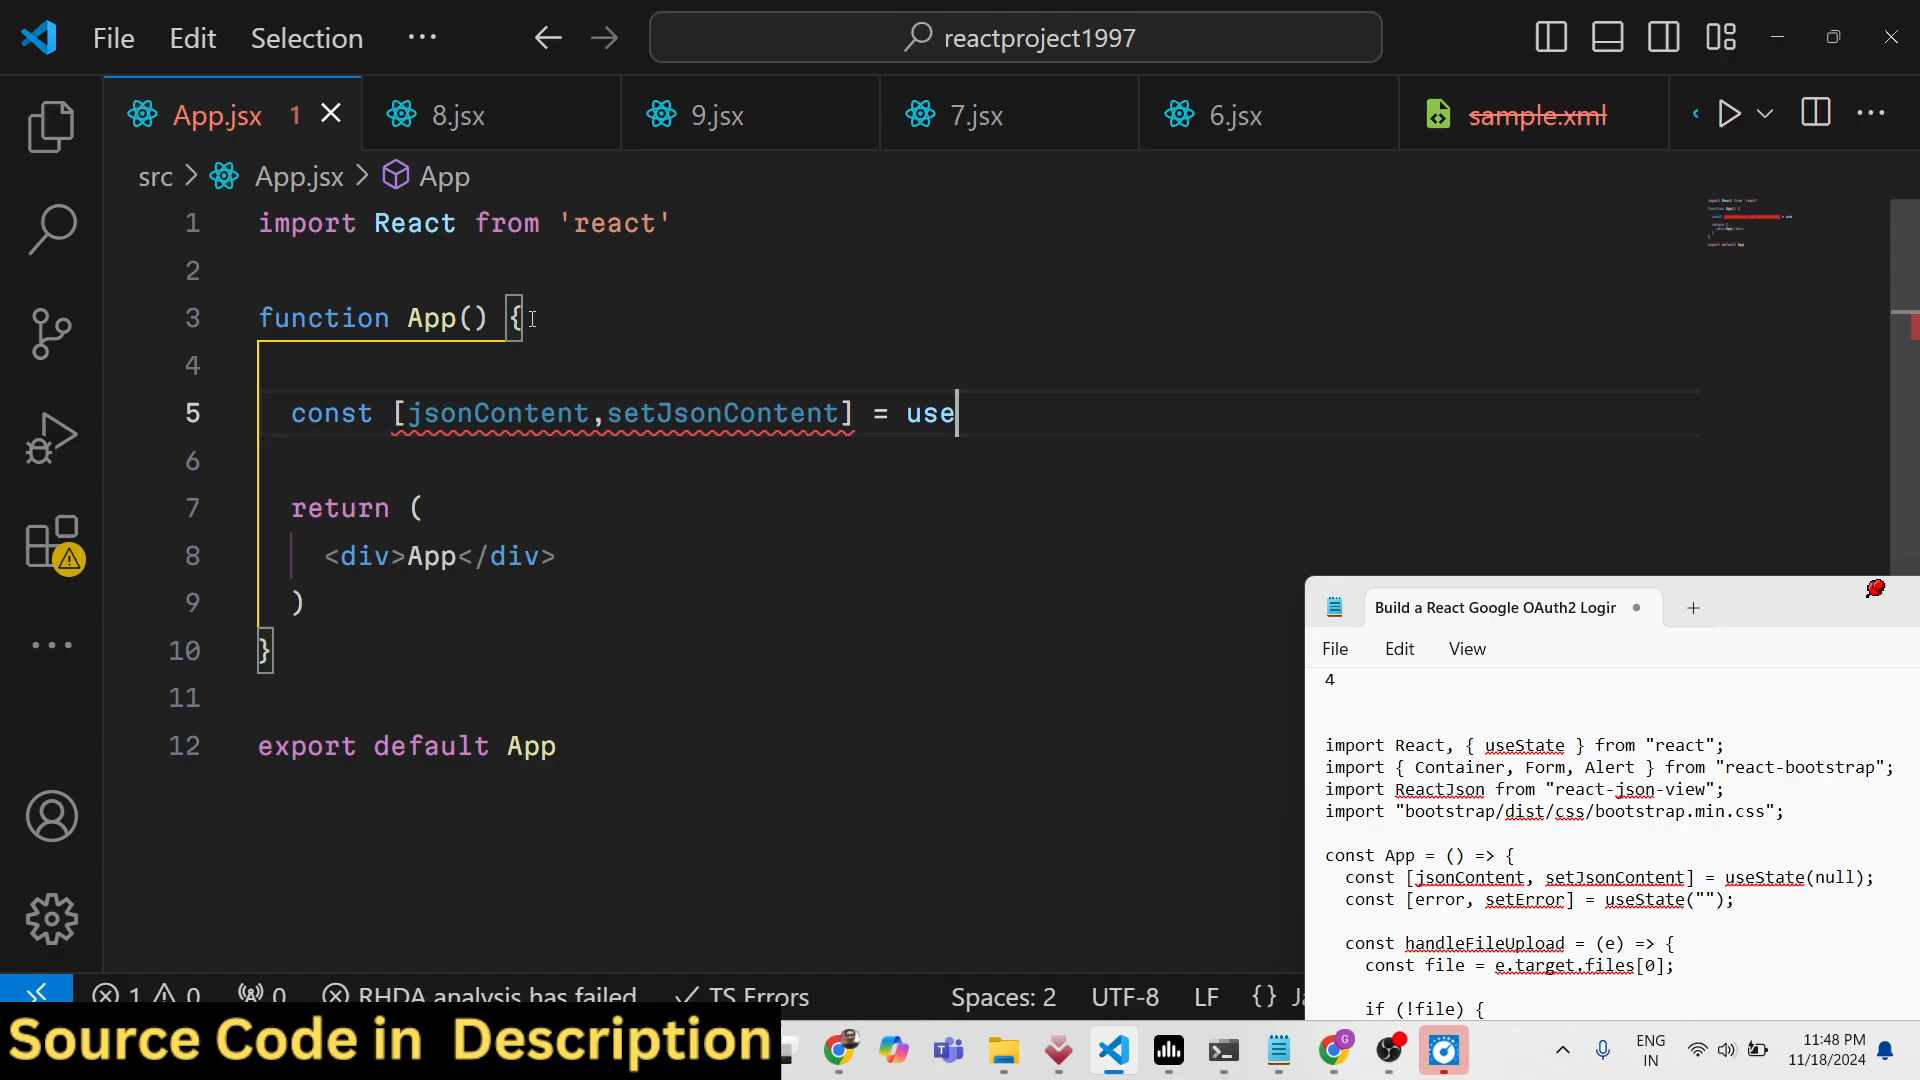 File Edit Selection ··· reactproject1997
App.jsx 1 8.jsx 9.jsx 7.jsx 6.jsx sample.xml
src > App.jsx > App
1 import React from 'react'
2
3 function App() {
4
5 const [jsonContent,setJsonContent] = use
6
7 return (
8 <div>App</div>
9 )
10 }
11
12 export default App
Build a React Google OAuth2 Login
File Edit View
4
import React, { useState } from "react";
import { Container, Form, Alert } from "react-bootstrap";
import ReactJson from "react-json-view";
import "bootstrap/dist/css/bootstrap.min.css";
const App = () => {
const [jsonContent, setJsonContent] = useState(null);
const [error, setError] = useState("");
const handleFileUpload = (e) => {
const file = e.target.files[0];
if (!file) {
1 0 0 RHDA analysis has failed TS Errors Spaces: 2 UTF-8 LF {}
Source Code in Description
ENG
IN
11:48 PM
11/18/2024